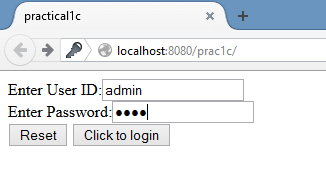 practical1c
localhost:8080/prac1c/
Enter User ID: admin
Enter Password: ●●●●
Reset Click to login